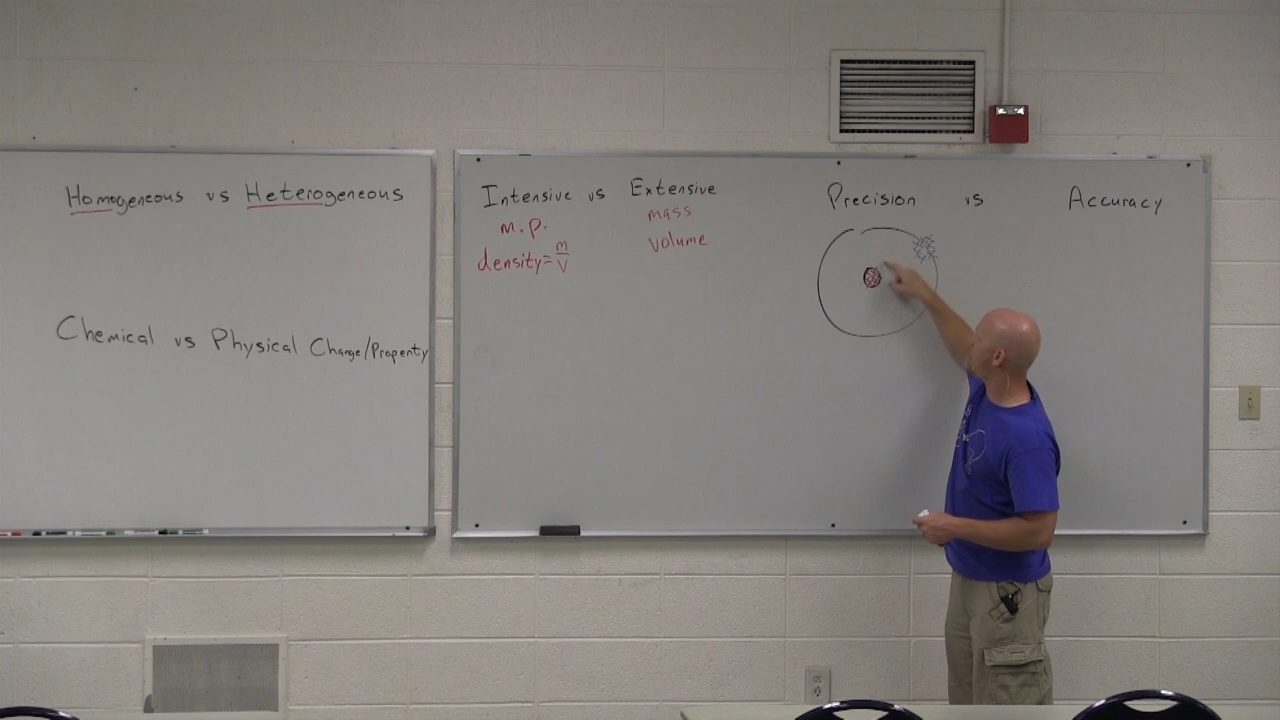 Homogeneous vs Heterogeneous
Chemical vs Physical Change/Property
Intensive vs Extensive
m.p.
density = m/V
mass
volume
Precision vs Accuracy